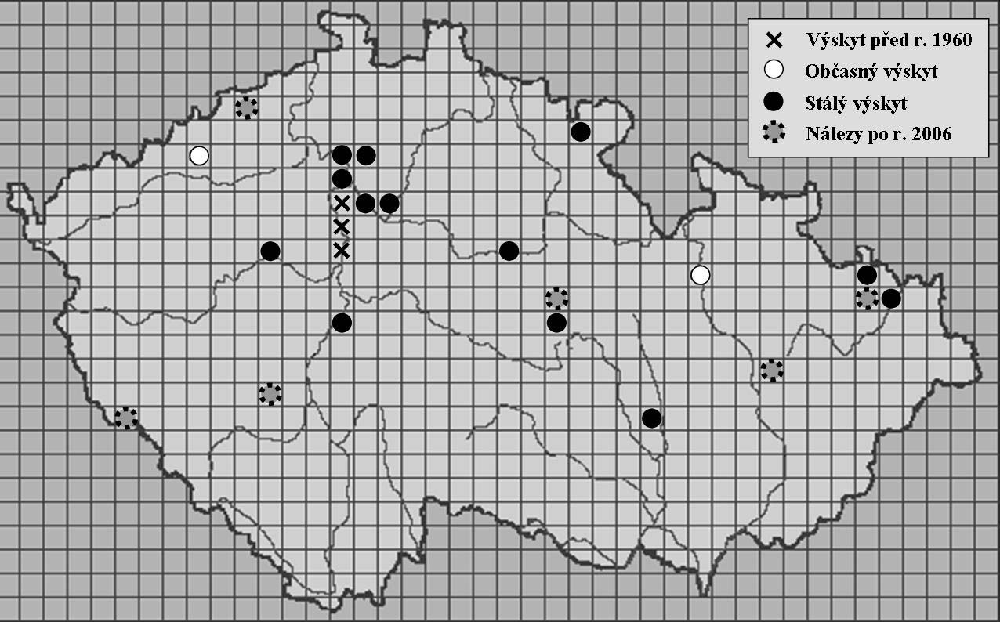 Výskyt před r. 1960
Občasný výskyt
Stálý výskyt
Nálezy po r. 2006